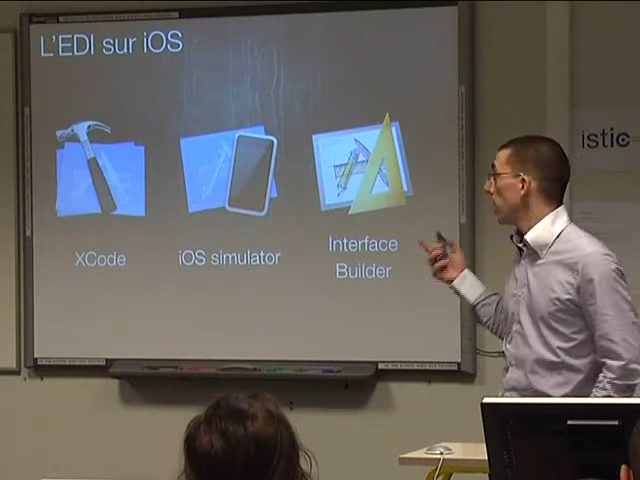 L'EDI sur iOS
istic
XCode
iOS simulator
Interface
Builder